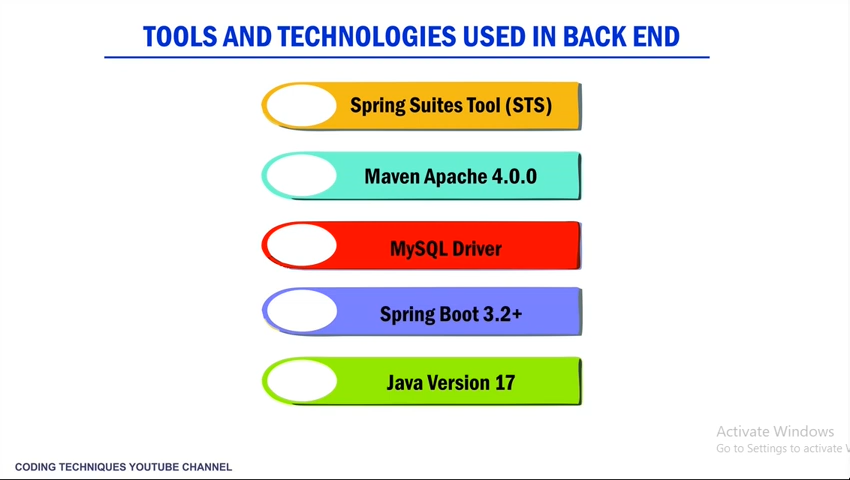 TOOLS AND TECHNOLOGIES USED IN BACK END
Spring Suites Tool (STS)
Maven Apache 4.0.0
MySQL Driver
Spring Boot 3.2+
Java Version 17
Activate Windows
Go to Settings to activate
CODING TECHNIQUES YOUTUBE CHANNEL